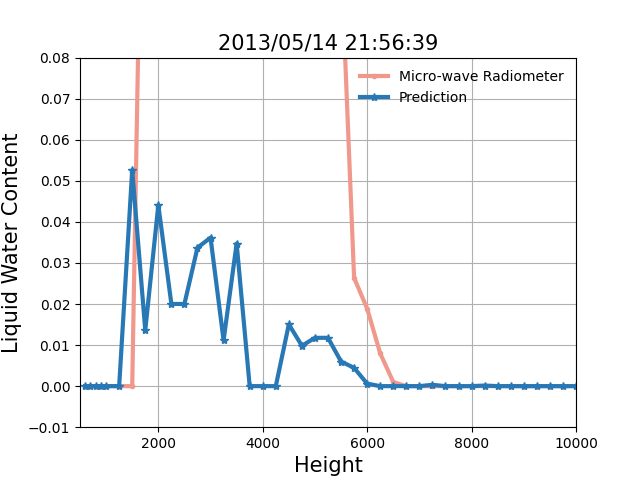 2013/05/14 21:56:39
Micro-wave Radiometer
Prediction
Liquid Water Content
0.08
0.07
0.06
0.05
0.04
0.03
0.02
0.01
0.00
−0.01
2000 4000 6000 8000 10000
Height